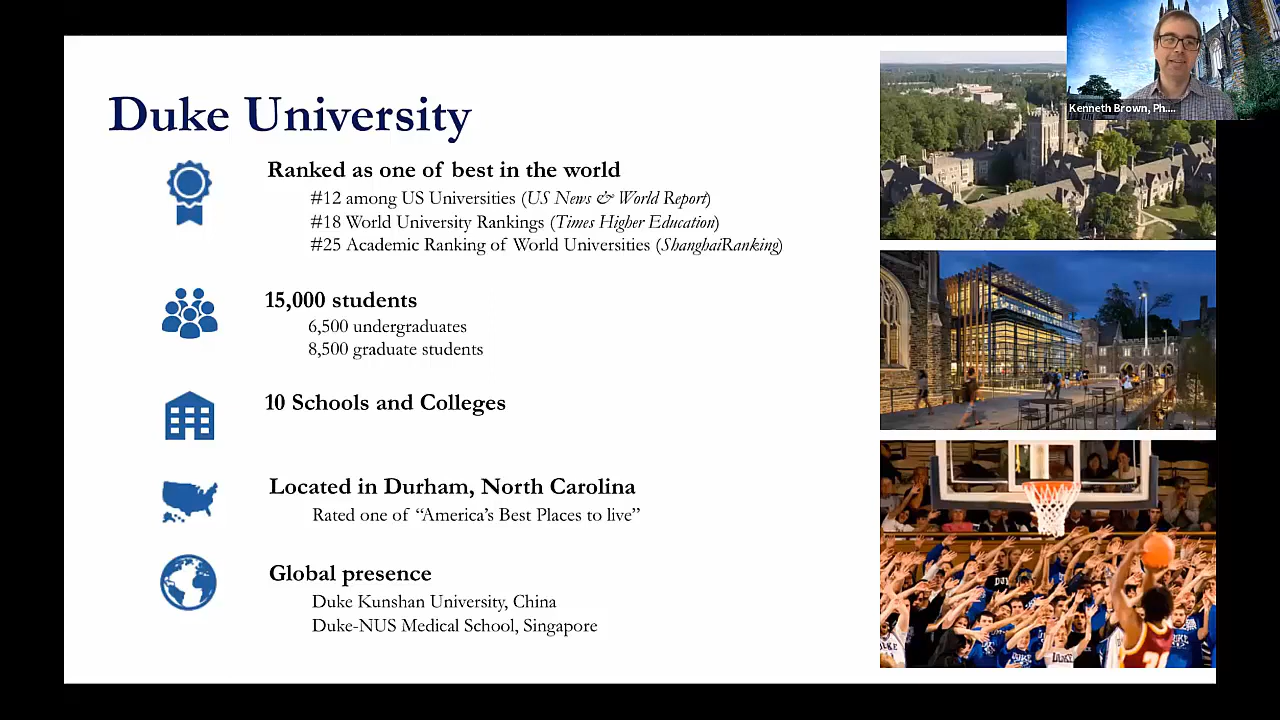 Duke University
Ranked as one of best in the world
#12 among US Universities (US News & World Report)
#18 World University Rankings (Times Higher Education)
#25 Academic Ranking of World Universities (ShanghaiRanking)
15,000 students
6,500 undergraduates
8,500 graduate students
10 Schools and Colleges
Located in Durham, North Carolina
Rated one of “America’s Best Places to live”
Global presence
Duke Kunshan University, China
Duke-NUS Medical School, Singapore
Kenneth Brown, Ph....
DUKE
DUKE
DUKE